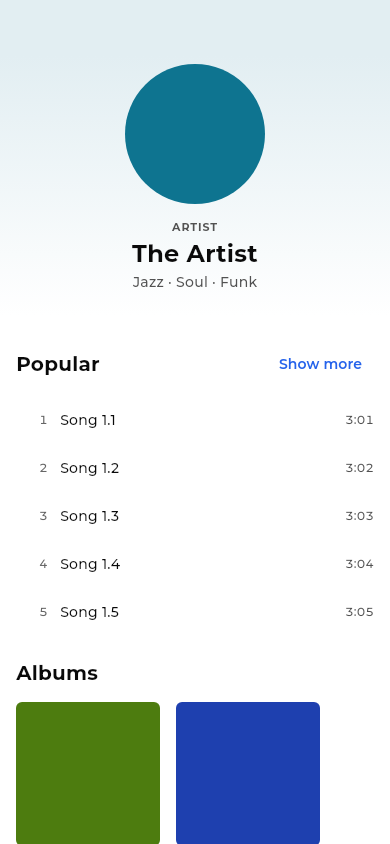 ARTIST
The Artist
Jazz · Soul · Funk
Popular Show more
1 Song 1.1 3:01
2 Song 1.2 3:02
3 Song 1.3 3:03
4 Song 1.4 3:04
5 Song 1.5 3:05
Albums